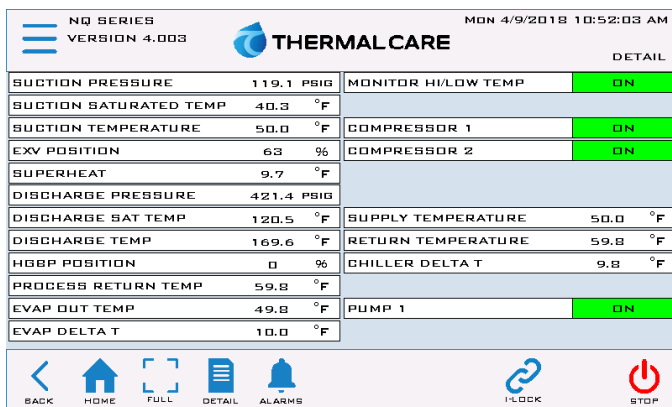 NQ SERIES
VERSION 4.003
THERMALCARE
MON 4/9/2018 10:52:03 AM
DETAIL
SUCTION PRESSURE 119.1 PSIG
SUCTION SATURATED TEMP 40.3 °F
SUCTION TEMPERATURE 50.0 °F
EXV POSITION 63 %
SUPERHEAT 9.7 °F
DISCHARGE PRESSURE 421.4 PSIG
DISCHARGE SAT TEMP 120.5 °F
DISCHARGE TEMP 169.6 °F
HGBP POSITION 0 %
PROCESS RETURN TEMP 59.8 °F
EVAP OUT TEMP 49.8 °F
EVAP DELTA T 10.0 °F
MONITOR HI/LOW TEMP ON
COMPRESSOR 1 ON
COMPRESSOR 2 ON
SUPPLY TEMPERATURE 50.0 °F
RETURN TEMPERATURE 59.8 °F
CHILLER DELTA T 9.8 °F
PUMP 1 ON
BACK
HOME
FULL
DETAIL
ALARMS
I-LOCK
STOP